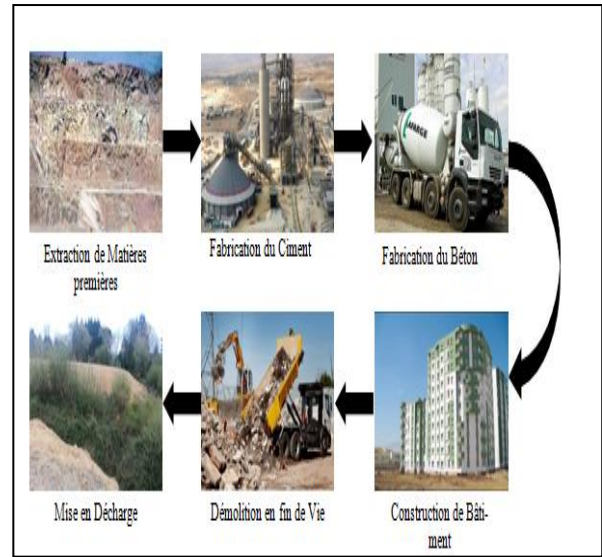 LAFARGE
Extraction de Matières
premières
Fabrication du Ciment
Fabrication du Béton
Mise en Décharge
Démolition en fin de Vie
Construction de Bâti-
ment